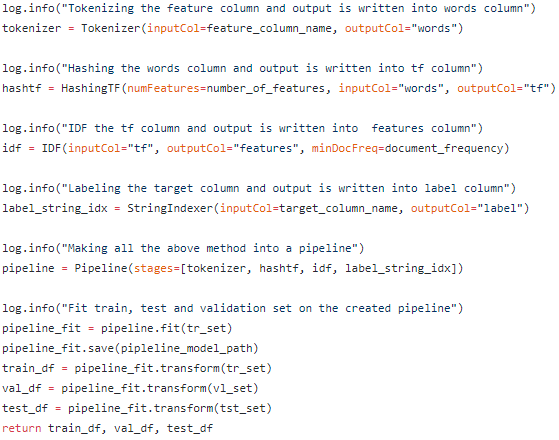 log.info("Tokenizing the feature column and output is written into words column")
tokenizer = Tokenizer(inputCol=feature_column_name, outputCol="words")
log.info("Hashing the words column and output is written into tf column")
hashtf = HashingTF(numFeatures=number_of_features, inputCol="words", outputCol="tf")
log.info("IDF the tf column and output is written into  features column")
idf = IDF(inputCol="tf", outputCol="features", minDocFreq=document_frequency)
log.info("Labeling the target column and output is written into label column")
label_string_idx = StringIndexer(inputCol=target_column_name, outputCol="label")
log.info("Making all the above method into a pipeline")
pipeline = Pipeline(stages=[tokenizer, hashtf, idf, label_string_idx])
log.info("Fit train, test and validation set on the created pipeline")
pipeline_fit = pipeline.fit(tr_set)
pipeline_fit.save(pipleline_model_path)
train_df = pipeline_fit.transform(tr_set)
val_df = pipeline_fit.transform(vl_set)
test_df = pipeline_fit.transform(tst_set)
return train_df, val_df, test_df